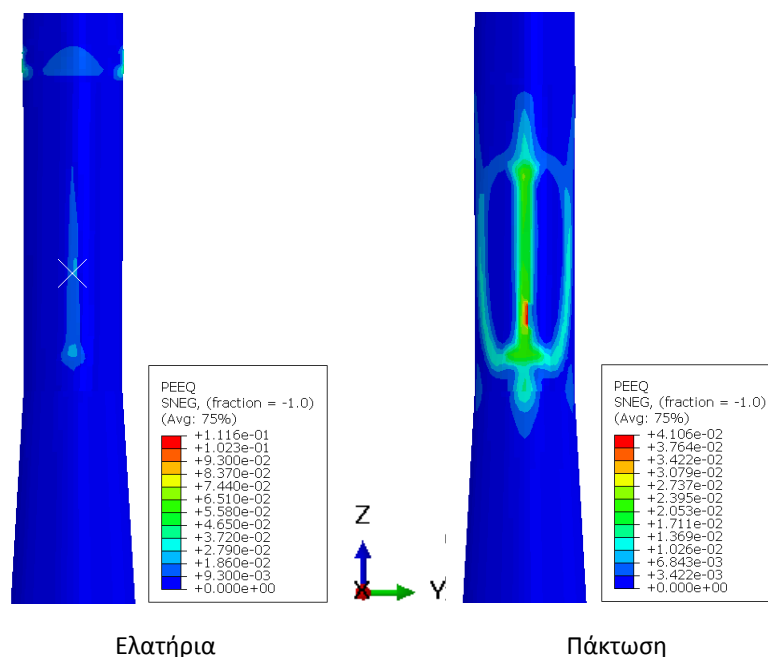 PEEQ
SNEG, (fraction = -1.0)
(Avg: 75%)
+1.116e-01
+1.023e-01
+9.300e-02
+8.370e-02
+7.440e-02
+6.510e-02
+5.580e-02
+4.650e-02
+3.720e-02
+2.790e-02
+1.860e-02
+9.300e-03
+0.000e+00
Z
X
Y
PEEQ
SNEG, (fraction = -1.0)
(Avg: 75%)
+4.106e-02
+3.764e-02
+3.422e-02
+3.079e-02
+2.737e-02
+2.395e-02
+2.053e-02
+1.711e-02
+1.369e-02
+1.026e-02
+6.843e-03
+3.422e-03
+0.000e+00
Ελατήρια
Πάκτωση